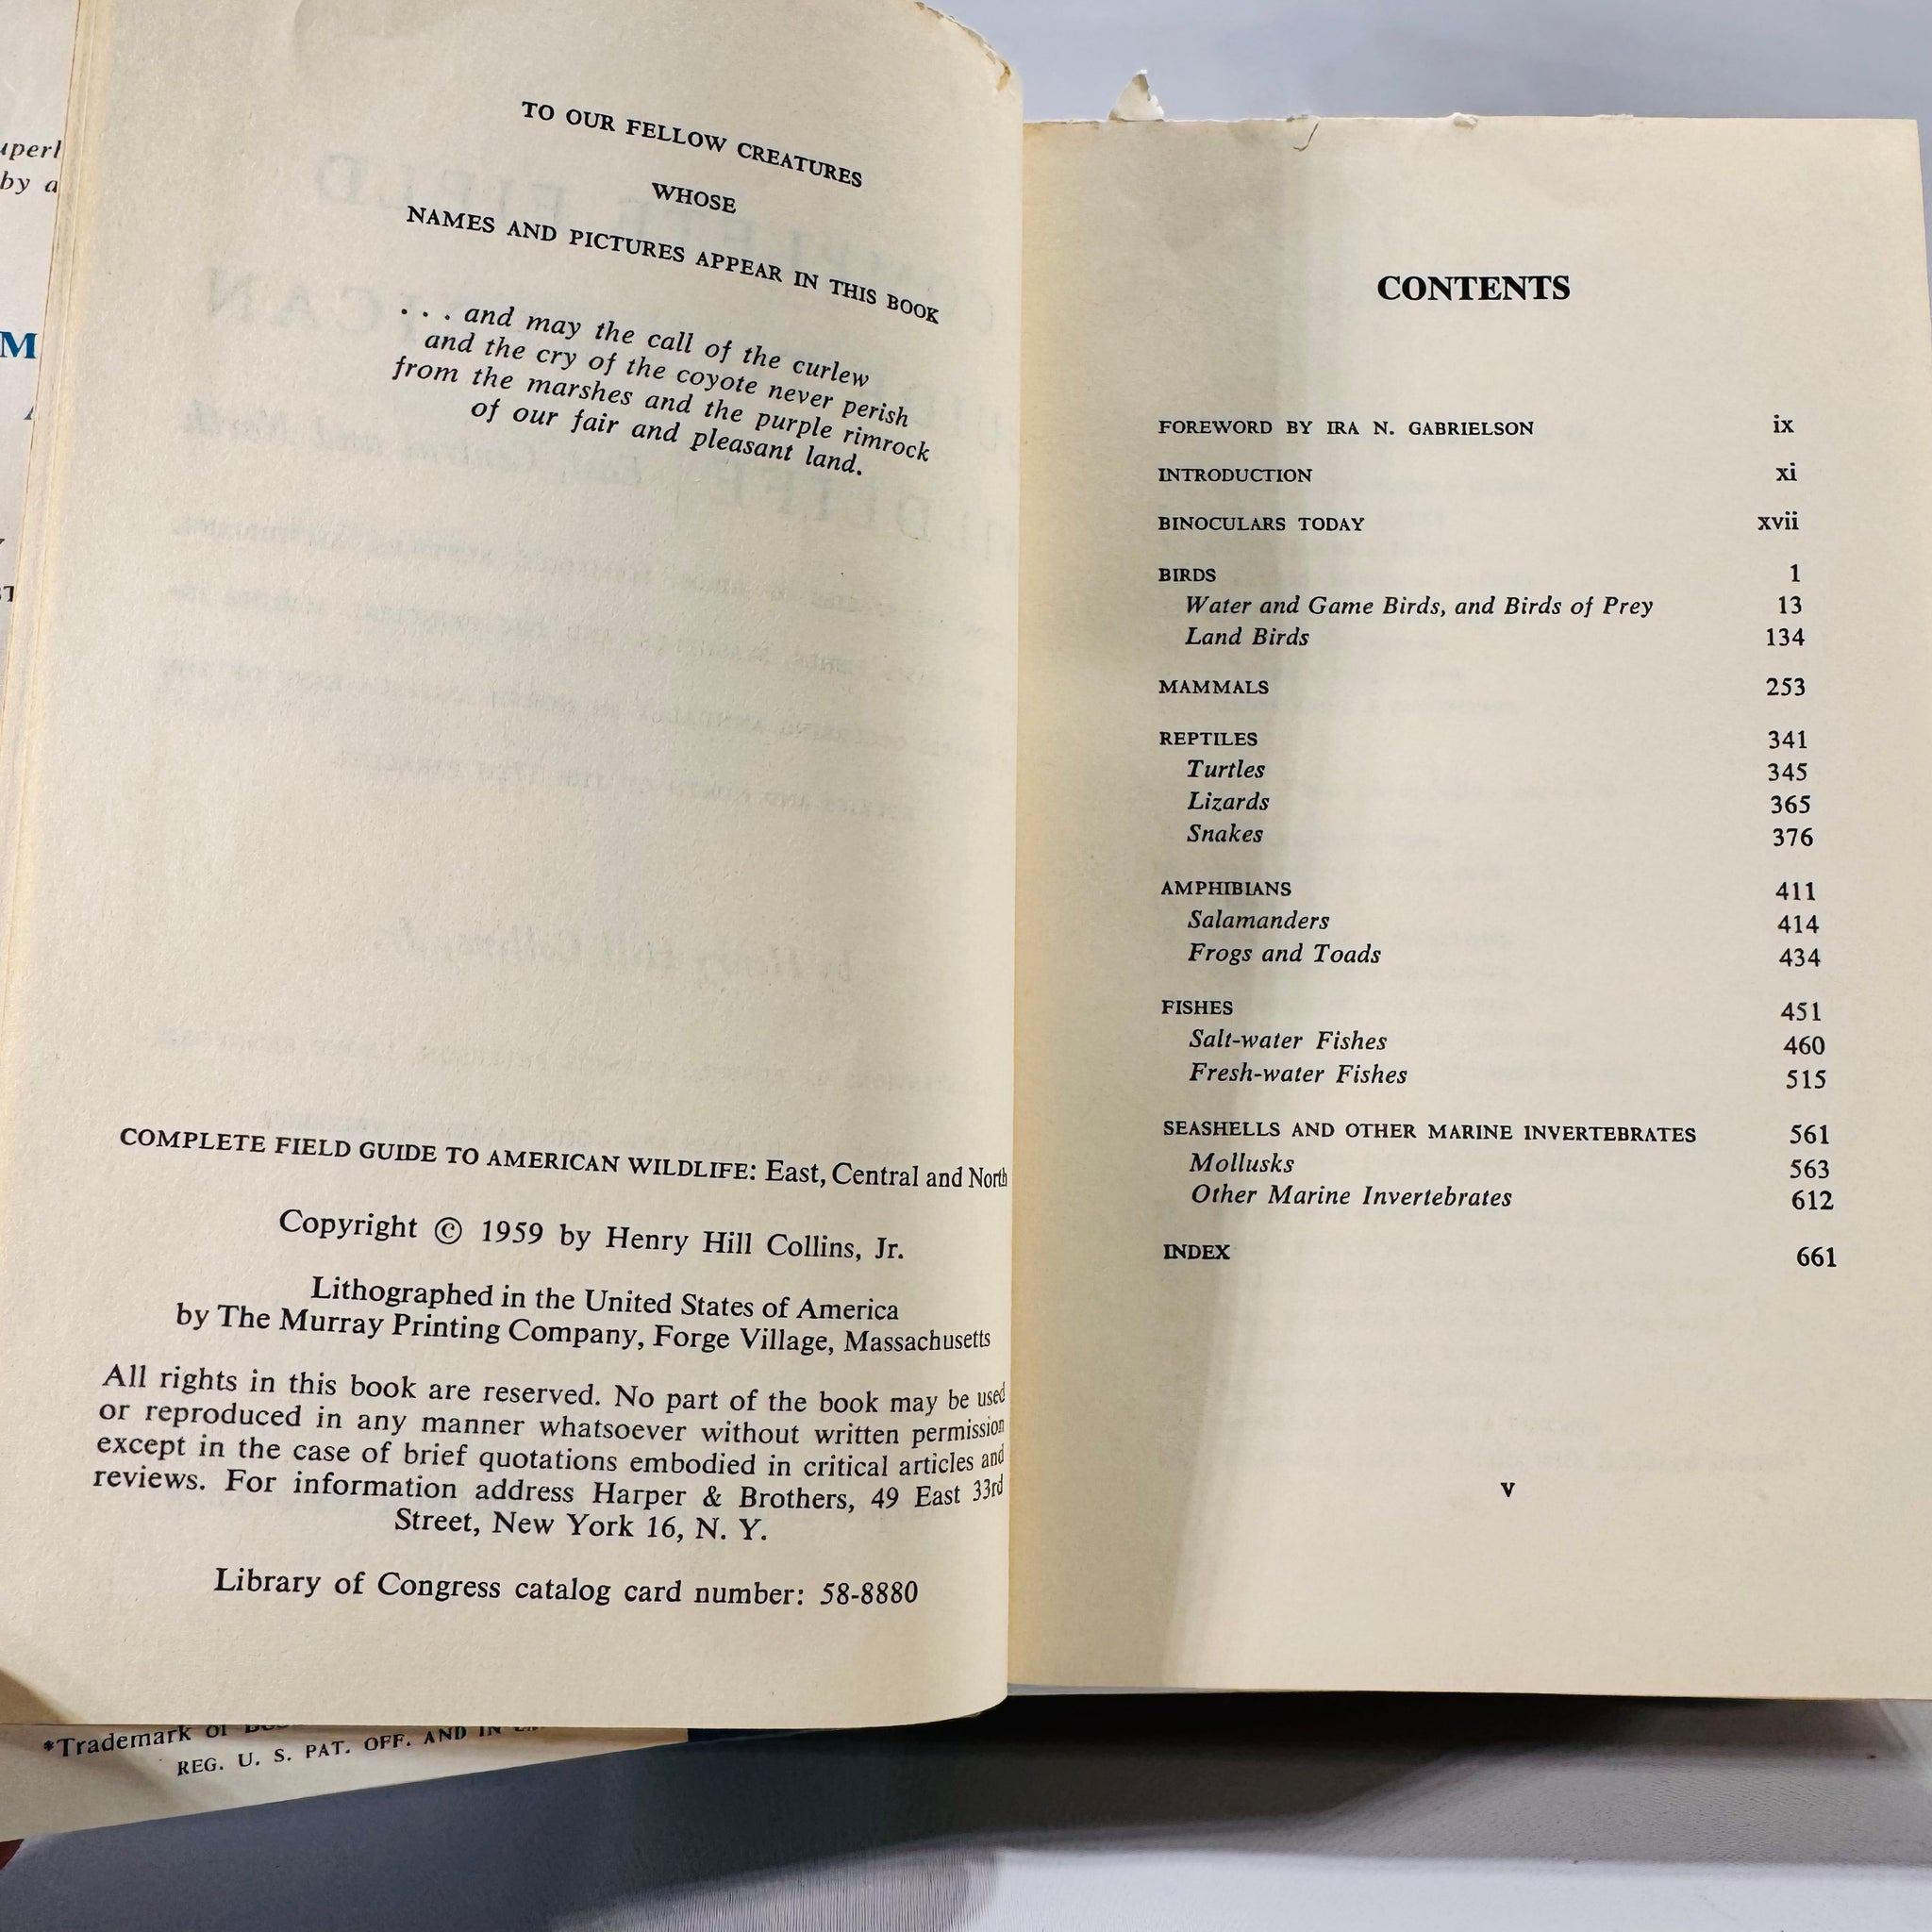 by a
M
TO OUR FELLOW CREATURES
WHOSE
NAMES AND PICTURES APPEAR IN THIS BOOK
. . . and may the call of the curlew
and the cry of the coyote never perish
from the marshes and the purple rimrock
of our fair and pleasant land.
COMPLETE FIELD GUIDE TO AMERICAN WILDLIFE: East, Central and North
Copyright © 1959 by Henry Hill Collins, Jr.
Lithographed in the United States of America
by The Murray Printing Company, Forge Village, Massachusetts
All rights in this book are reserved. No part of the book may be used
or reproduced in any manner whatsoever without written permission
except in the case of brief quotations embodied in critical articles and
reviews. For information address Harper & Brothers, 49 East 33rd
Street, New York 16, N. Y.
Library of Congress catalog card number: 58-8880
*Trademark of
REG. U. S. PAT. OFF. AND IN
CONTENTS
FOREWORD BY IRA N. GABRIELSON ix
INTRODUCTION xi
BINOCULARS TODAY xvii
BIRDS 1
Water and Game Birds, and Birds of Prey 13
Land Birds 134
MAMMALS 253
REPTILES 341
Turtles 345
Lizards 365
Snakes 376
AMPHIBIANS 411
Salamanders 414
Frogs and Toads 434
FISHES 451
Salt-water Fishes 460
Fresh-water Fishes 515
SEASHELLS AND OTHER MARINE INVERTEBRATES 561
Mollusks 563
Other Marine Invertebrates 612
INDEX 661
v